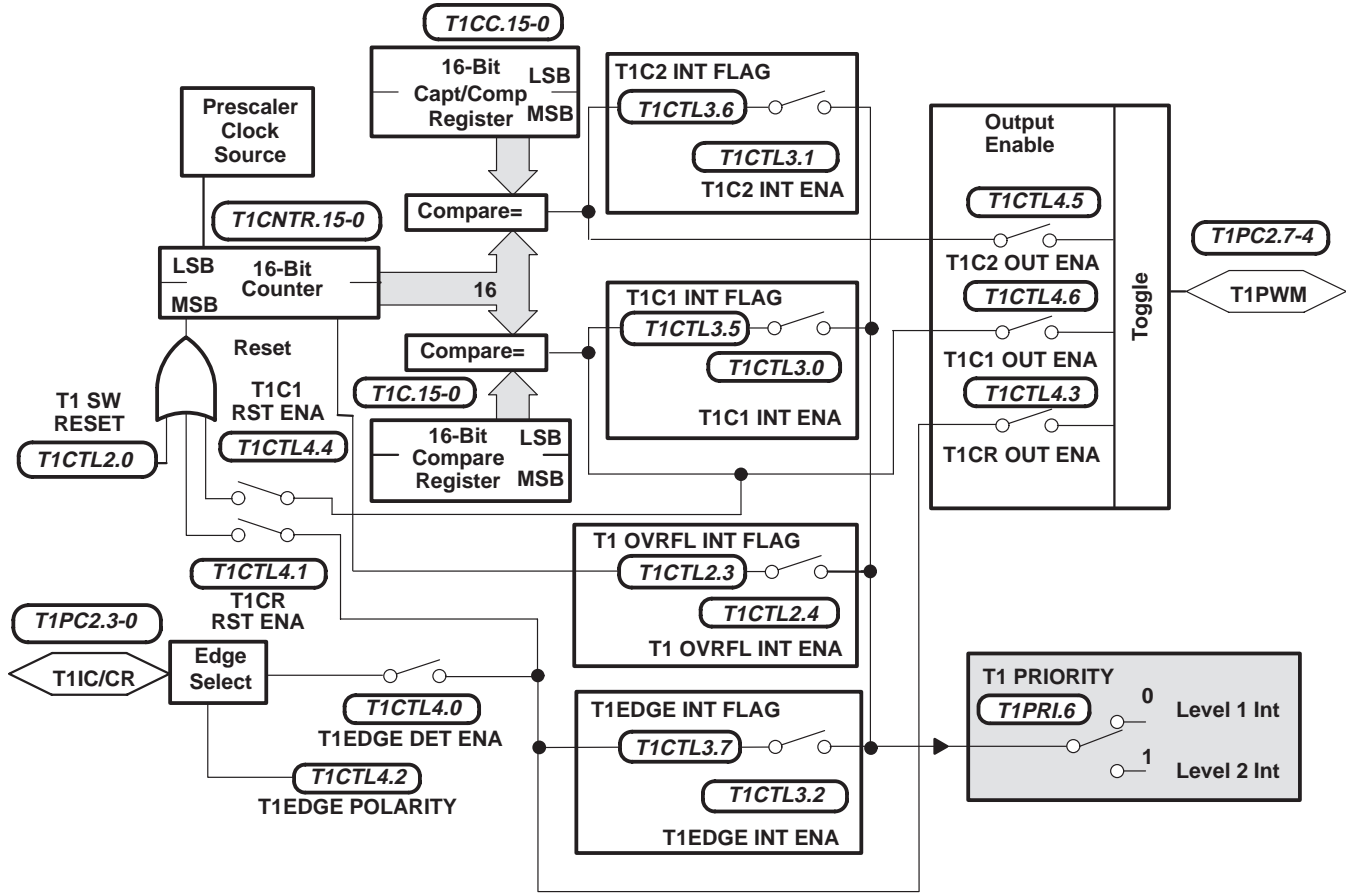 T1CC.15-0
16-Bit
Capt/Comp
Register
LSB
MSB
Prescaler
Clock
Source
T1CNTR.15-0
Compare=
LSB
MSB
16-Bit
Counter
16
Compare=
T1C.15-0
16-Bit
Compare
Register
LSB
MSB
Reset
T1 SW
RESET
T1CTL2.0
T1C1
RST ENA
T1CTL4.4
T1CTL4.1
T1CR
RST ENA
T1PC2.3-0
T1IC/CR
Edge
Select
T1CTL4.0
T1EDGE DET ENA
T1CTL4.2
T1EDGE POLARITY
T1C2 INT FLAG
T1CTL3.6
T1CTL3.1
T1C2 INT ENA
T1C1 INT FLAG
T1CTL3.5
T1CTL3.0
T1C1 INT ENA
T1 OVRFL INT FLAG
T1CTL2.3
T1CTL2.4
T1 OVRFL INT ENA
T1EDGE INT FLAG
T1CTL3.7
T1CTL3.2
T1EDGE INT ENA
Output
Enable
T1CTL4.5
T1C2 OUT ENA
T1CTL4.6
T1C1 OUT ENA
T1CTL4.3
T1CR OUT ENA
Toggle
T1PC2.7-4
T1PWM
T1 PRIORITY
T1PRI.6
0
Level 1 Int
1
Level 2 Int